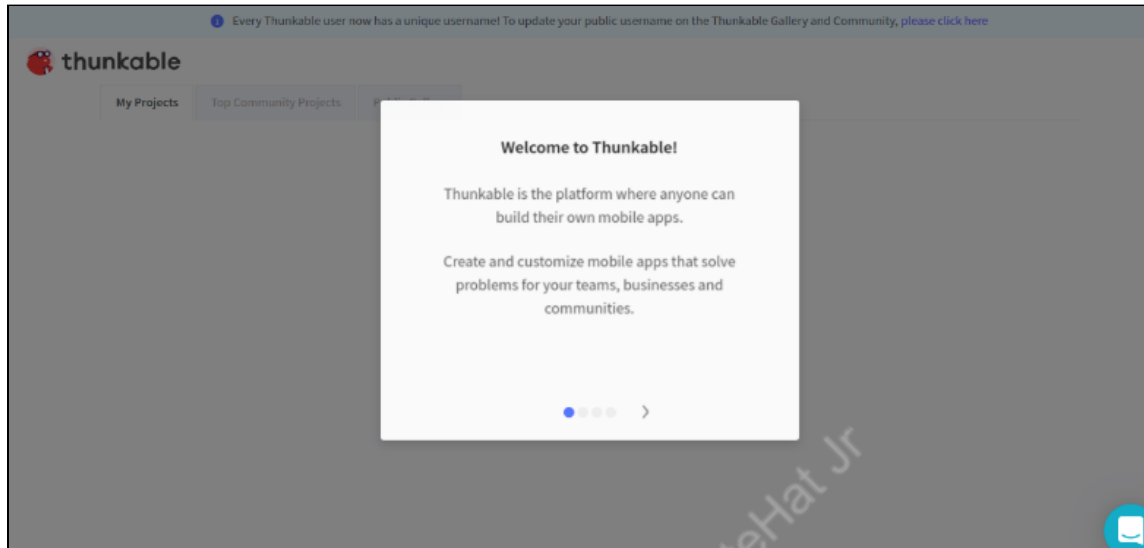 Every Thunkable user now has a unique username! To update your public username on the Thunkable Gallery and Community, please click here
thunkable
My Projects Top Community Projects
Welcome to Thunkable!
Thunkable is the platform where anyone can
build their own mobile apps.
Create and customize mobile apps that solve
problems for your teams, businesses and
communities.
Jr